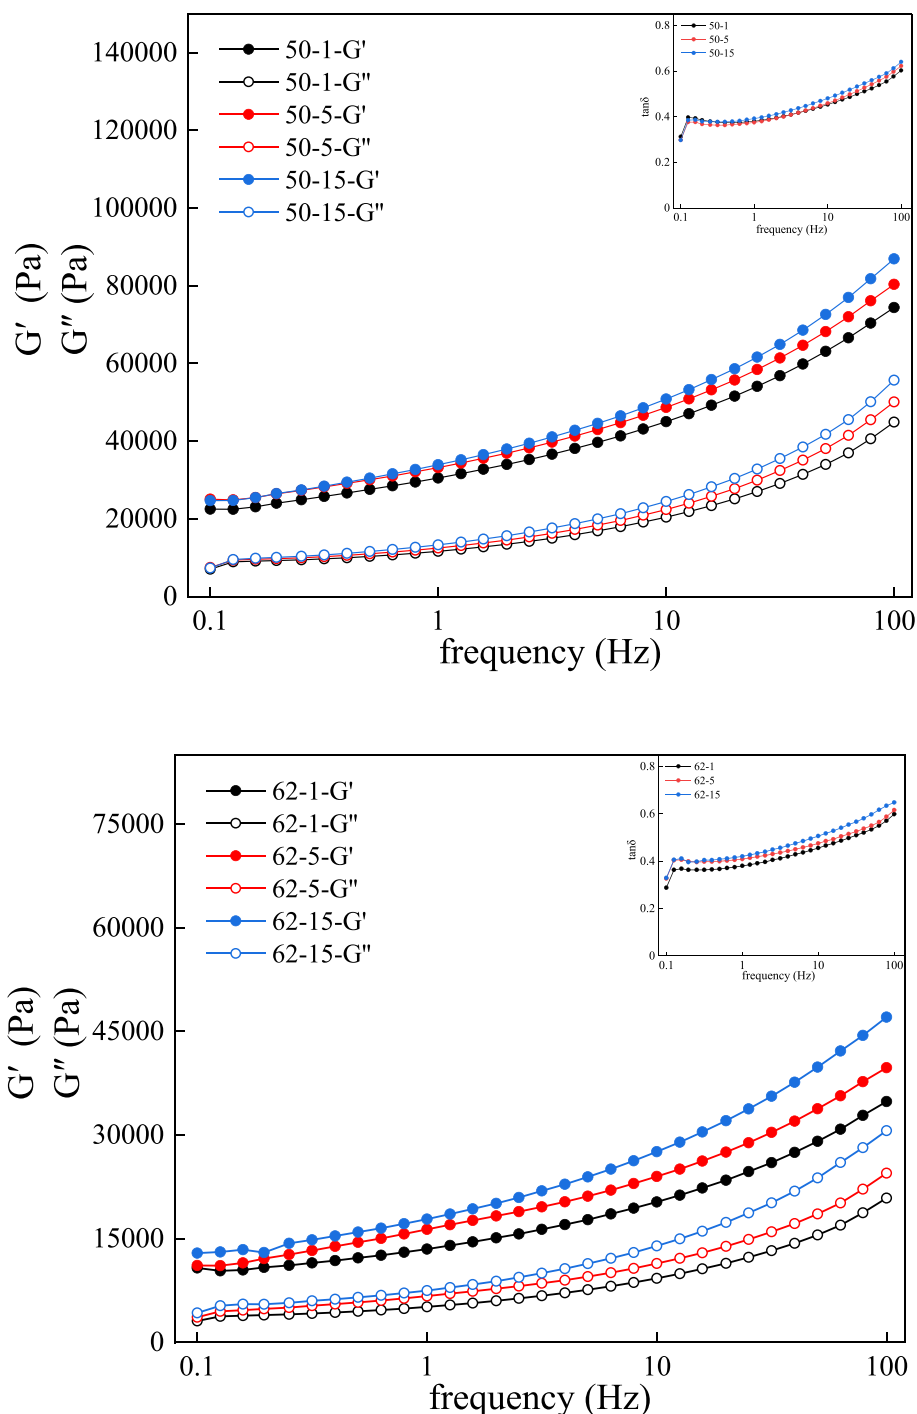 140000
120000
100000
80000
60000
40000
20000
0
G′ (Pa)
G″ (Pa)
50-1-G'
50-1-G"
50-5-G'
50-5-G"
50-15-G'
50-15-G"
0.1
1
10
100
frequency (Hz)
0.8
0.6
0.4
0.2
0
tanδ
50-1
50-5
50-15
0.1
1
10
100
frequency (Hz)
75000
60000
45000
30000
15000
0
G′ (Pa)
G″ (Pa)
62-1-G'
62-1-G"
62-5-G'
62-5-G"
62-15-G'
62-15-G"
0.1
1
10
100
frequency (Hz)
0.8
0.6
0.4
0.2
0
tanδ
62-1
62-5
62-15
0.1
1
10
100
frequency (Hz)